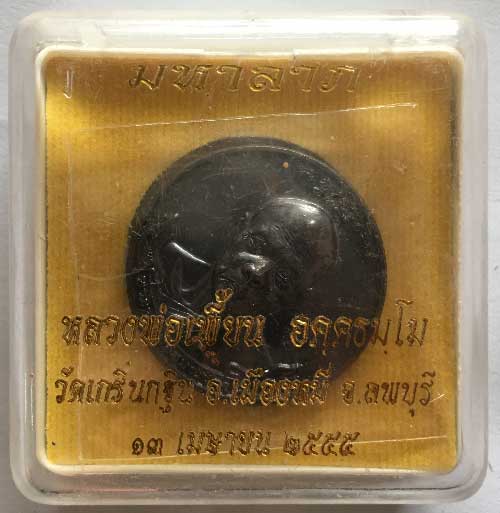 มหาลาภ
หลวงพ่อเพี้ยน อคฺคธมฺโม
วัดเกริ่นกฐิน อ.เมืองหมี่ จ.ลพบุรี
๑๓ เมษายน ๒๕๕๕